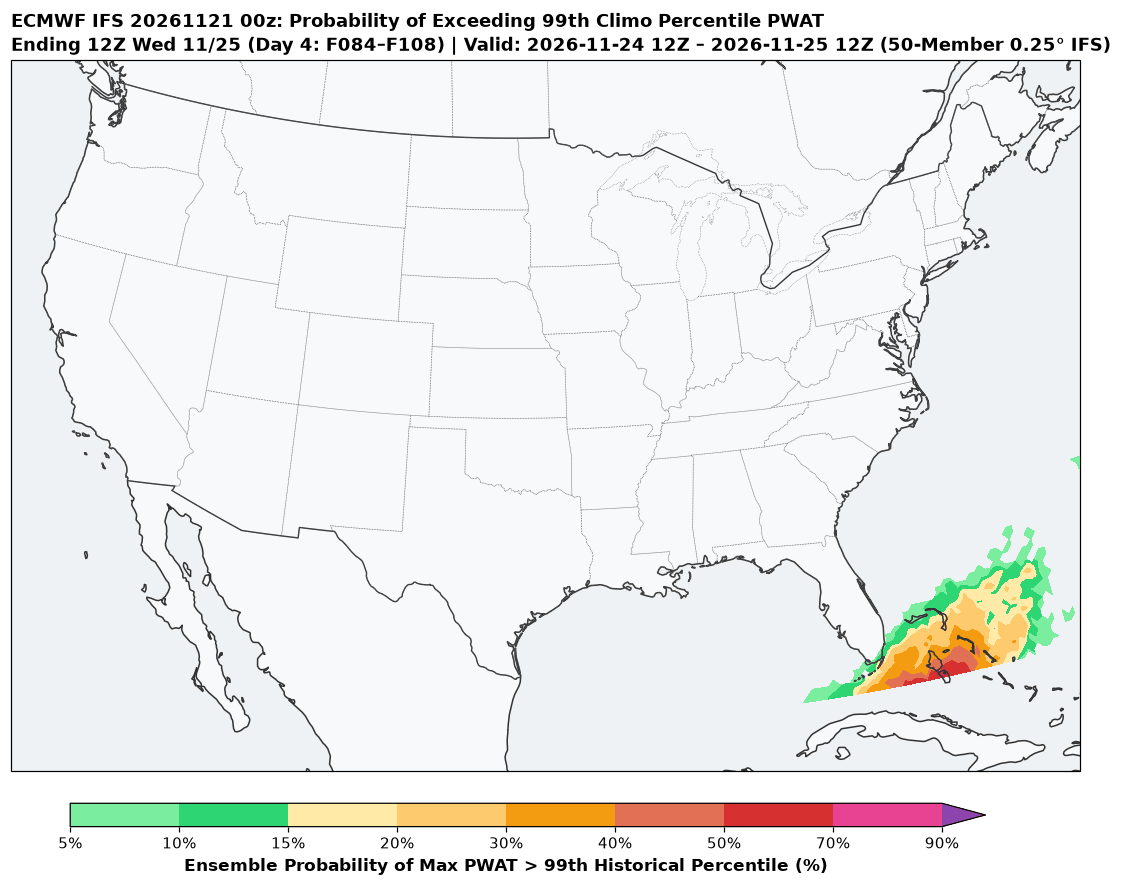 ECMWF IFS 20261121 00z: Probability of Exceeding 99th Climo Percentile PWAT
Ending 12Z Wed 11/25 (Day 4: F084–F108) | Valid: 2026-11-24 12Z – 2026-11-25 12Z (50-Member 0.25° IFS)
5% 10% 15% 20% 30% 40% 50% 70% 90%
Ensemble Probability of Max PWAT > 99th Historical Percentile (%)